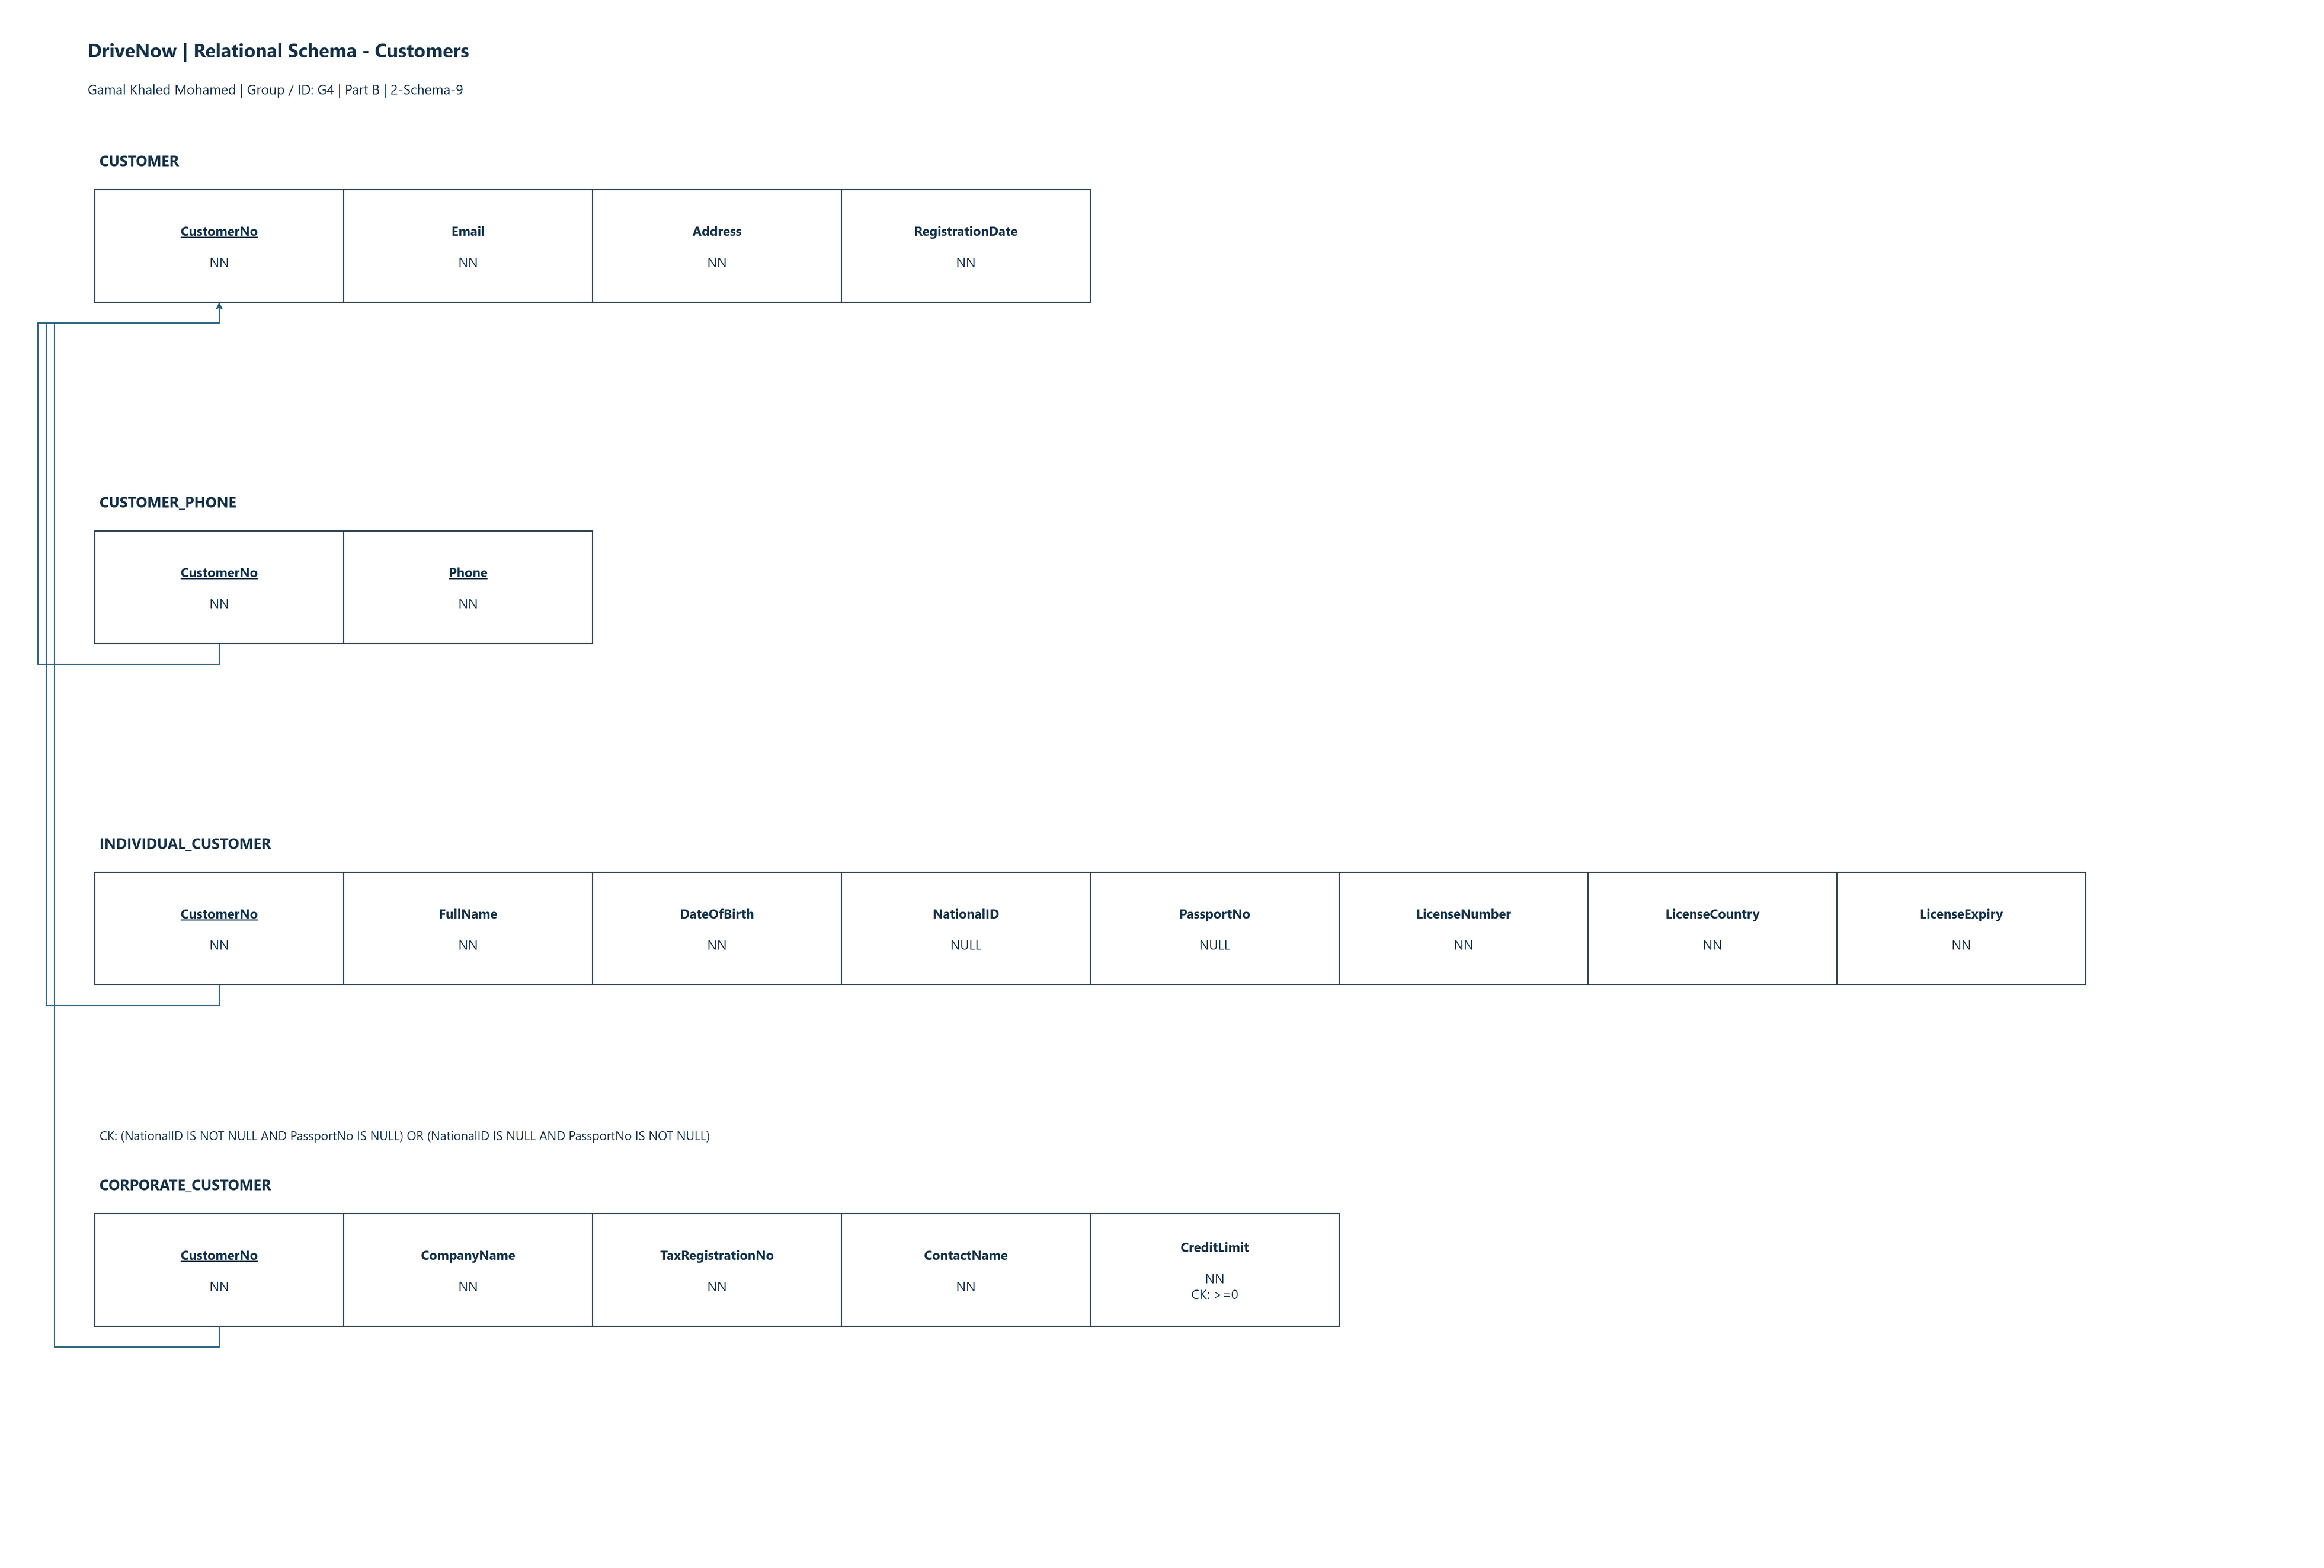 DriveNow | Relational Schema - Customers
Gamal Khaled Mohamed | Group / ID: G4 | Part B | 2-Schema-9
CUSTOMER
CustomerNo Email Address RegistrationDate
NN NN NN NN
CUSTOMER_PHONE
CustomerNo Phone
NN NN
INDIVIDUAL_CUSTOMER
CustomerNo FullName DateOfBirth NationalID PassportNo LicenseNumber LicenseCountry LicenseExpiry
NN NN NN NULL NULL NN NN NN
CK: (NationalID IS NOT NULL AND PassportNo IS NULL) OR (NationalID IS NULL AND PassportNo IS NOT NULL)
CORPORATE_CUSTOMER
CustomerNo CompanyName TaxRegistrationNo ContactName CreditLimit
NN NN NN NN NN
CK: >=0